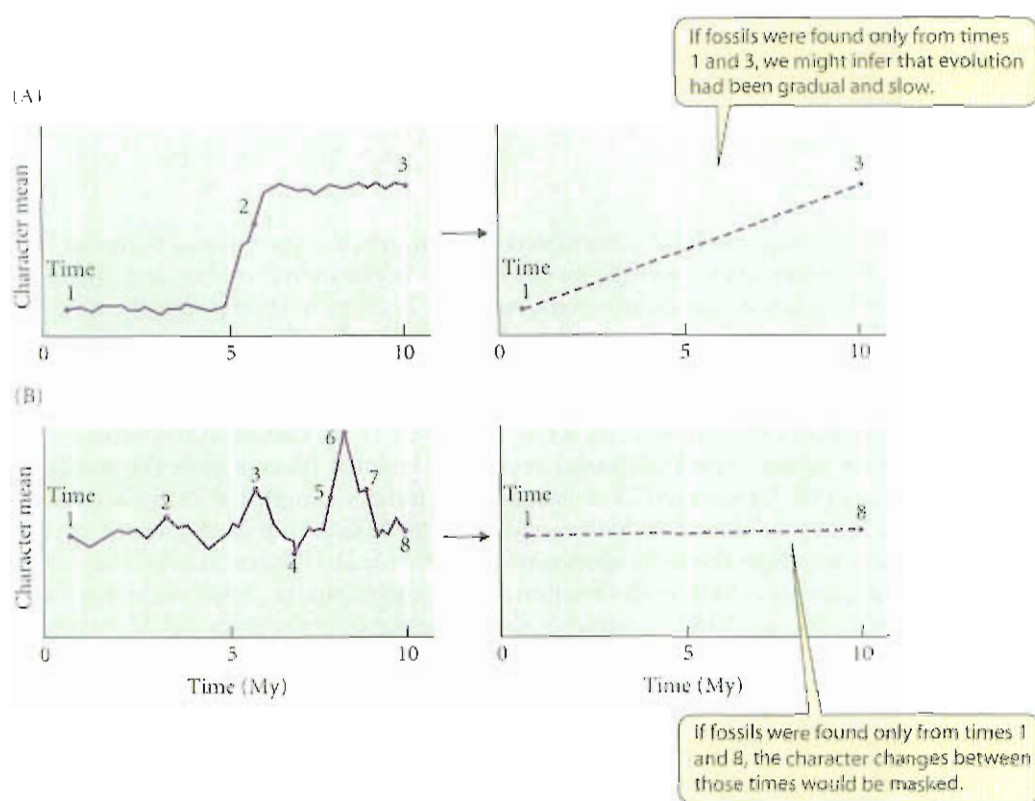 If fossils were found only from times
1 and 3, we might infer that evolution
had been gradual and slow.
(A)
Character mean
Time
1
2
3
0
5
10
Time
1
3
0
5
10
(B)
Character mean
Time
1
2
3
4
5
6
7
8
0
5
10
Time (My)
Time
1
8
0
5
10
Time (My)
If fossils were found only from times 1
and 8, the character changes between
those times would be masked.